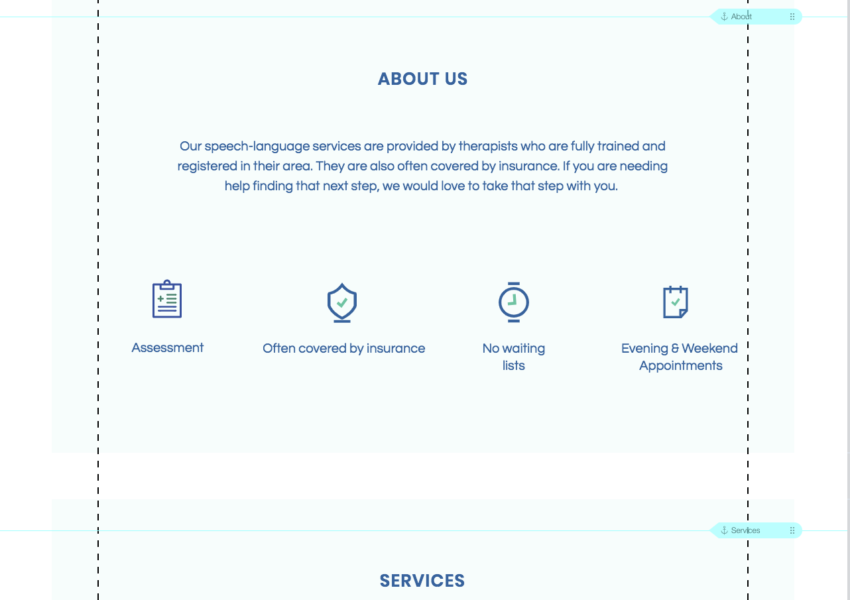 About
ABOUT US
Our speech-language services are provided by therapists who are fully trained and
registered in their area. They are also often covered by insurance. If you are needing
help finding that next step, we would love to take that step with you.
Assessment
Often covered by insurance
No waiting
lists
Evening & Weekend
Appointments
Services
SERVICES